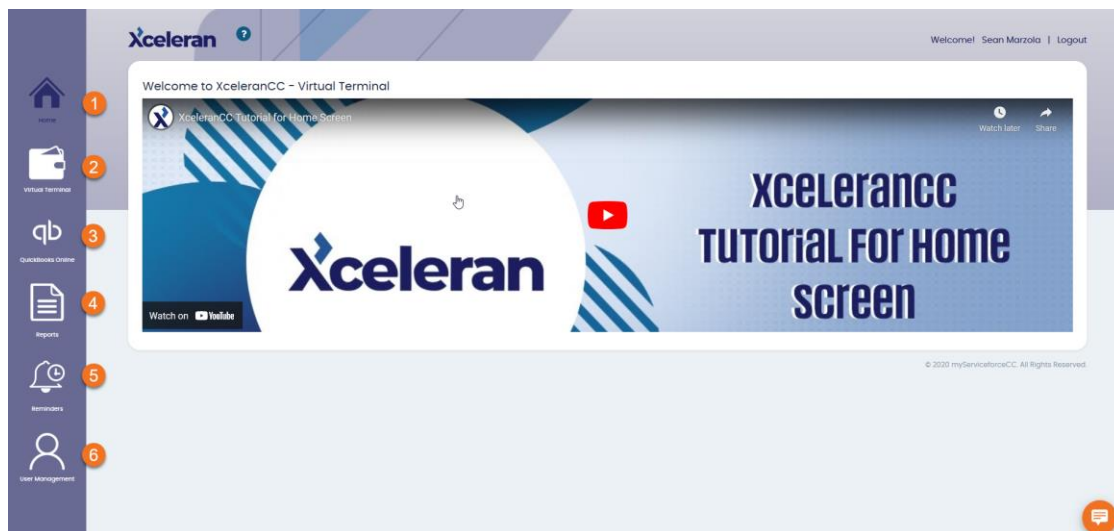 Xceleran ?
Welcome! Sean Marzola | Logout
Home 1
Virtual Terminal 2
qb
QuickBooks Online 3
Reports 4
Reminders 5
User Management 6
Welcome to XceleranCC - Virtual Terminal
XceleranCC Tutorial for Home Screen
Watch later Share
Xceleran
XCELERANCC
TUTORIAL FOR HOME
SCREEN
Watch on YouTube
© 2020 myServiceforceCC. All Rights Reserved.